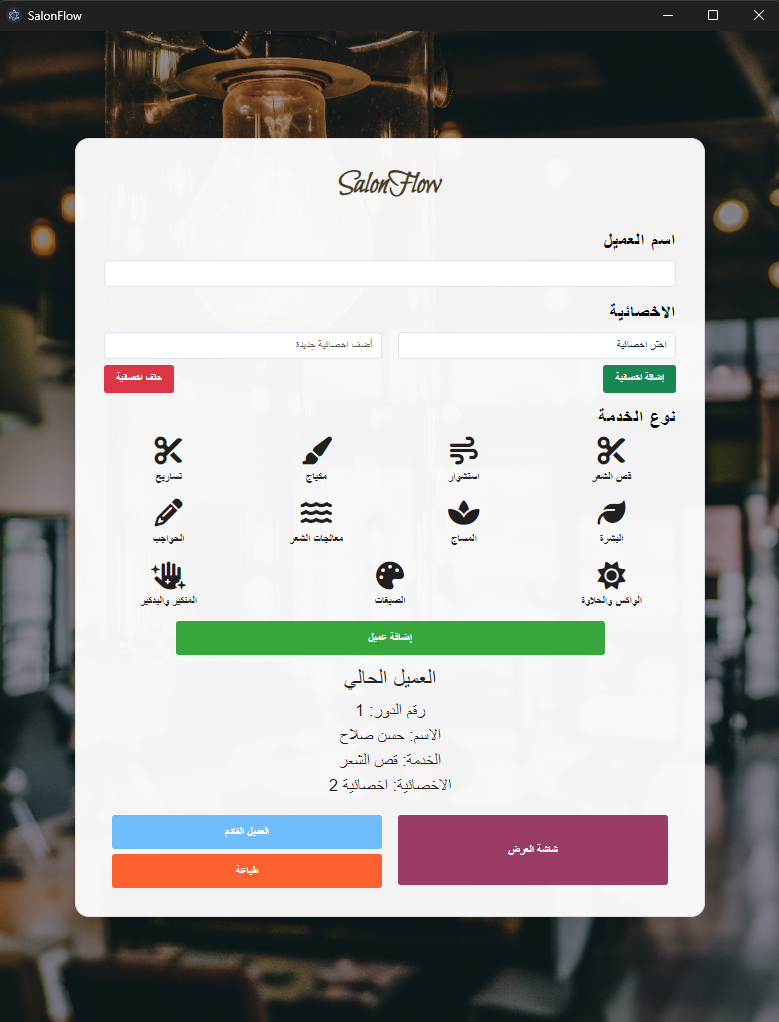 SalonFlow
SalonFlow
اسم العميل
الاخصائية
اختر اخصائية
أضف اخصائية جديدة
إضافة اخصائية
حذف اخصائية
نوع الخدمة
قص الشعر
استشوار
مكياج
تساريح
البشرة
المساج
معالجات الشعر
الحواجب
الواكس والحلاوة
الصبغات
المنكير والبدكير
إضافة عميل
العميل الحالي
رقم الدور: 1
الاسم: حسن صلاح
الخدمة: قص الشعر
الاخصائية: اخصائية 2
شاشة العرض
العميل القادم
طباعة